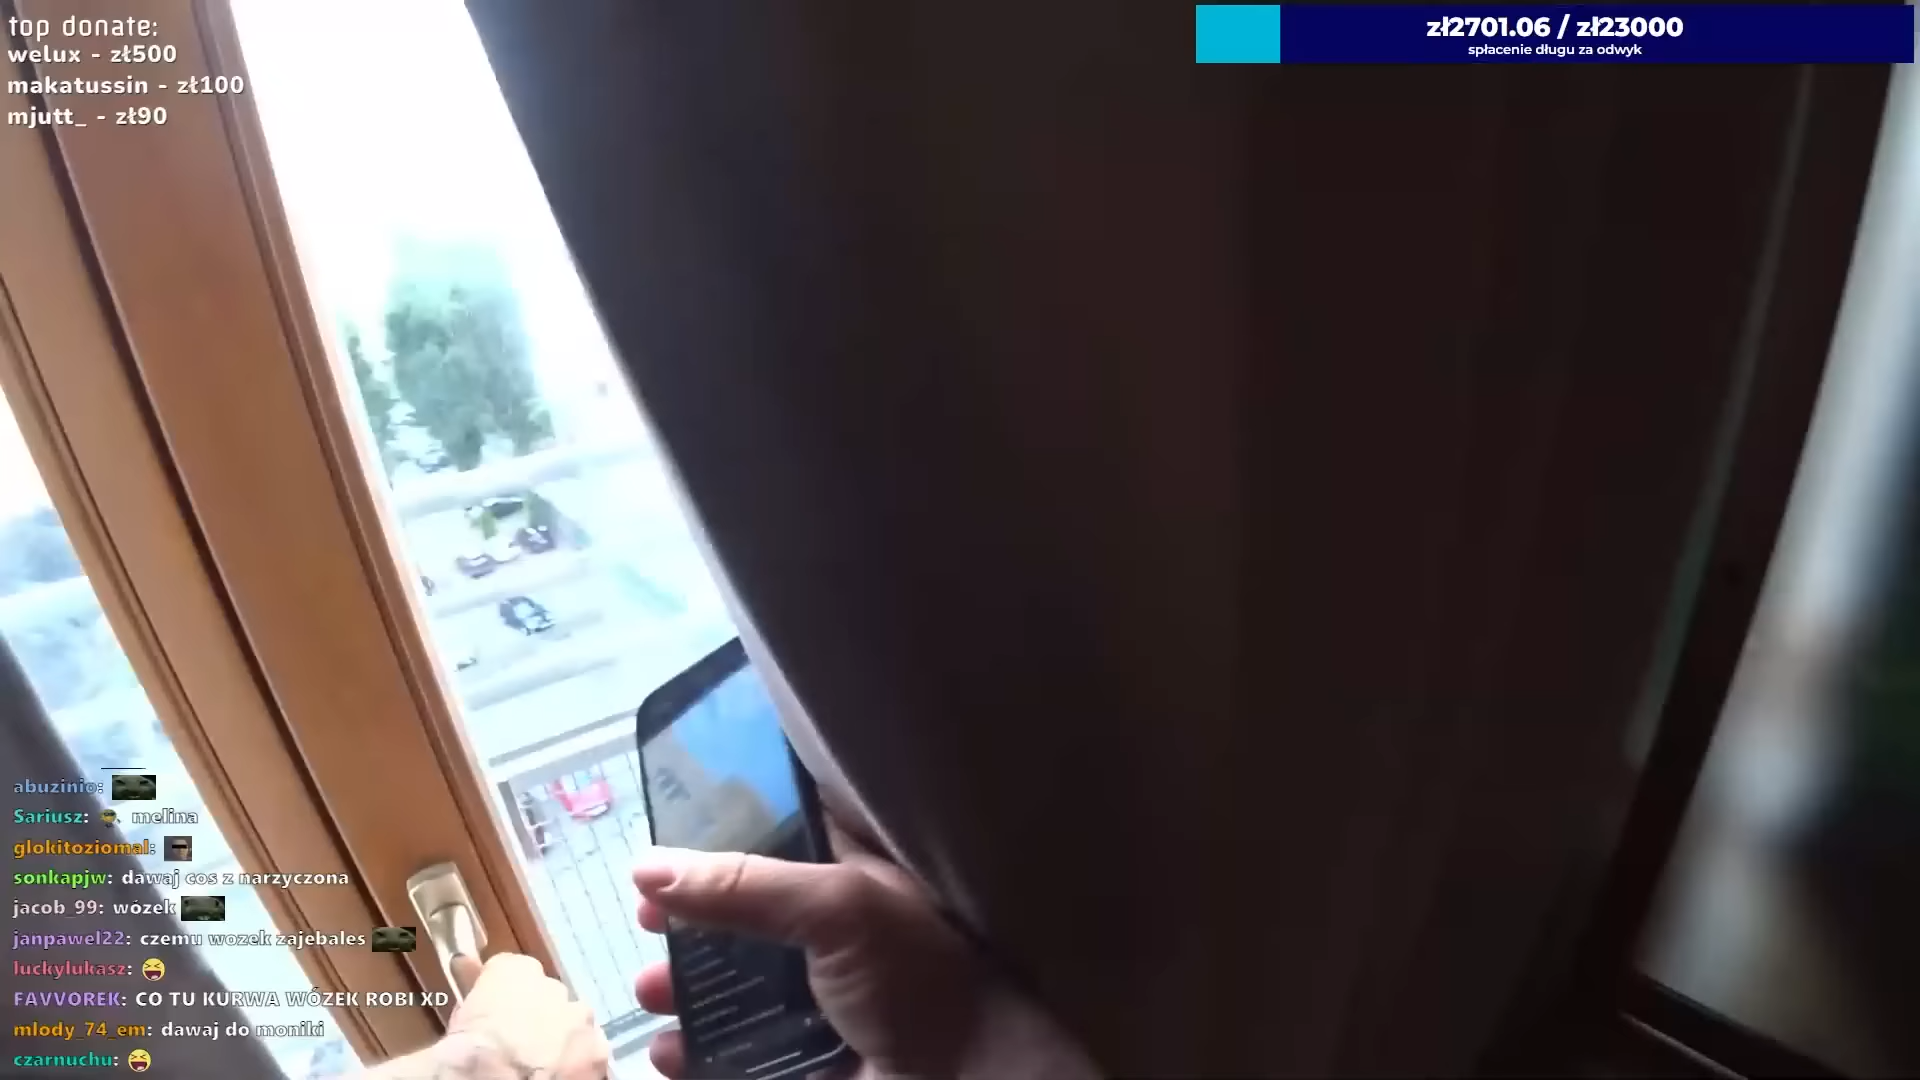 top donate:
welux - zł500
makatussin - zł100
mjutt_ - zł90
zł2701.06 / zł23000
spłacenie długu za odwyk
abuzinio:
Sariusz: melina
glokitoziomal:
sonkapjw: dawaj cos z narzyczona
jacob_99: wózek
janpawel22: czemu wozek zajebales
luckylukasz:
FAVVOREK: CO TU KURWA WÓZEK ROBI XD
mlody_74_em: dawaj do moniki
czarnuchu: